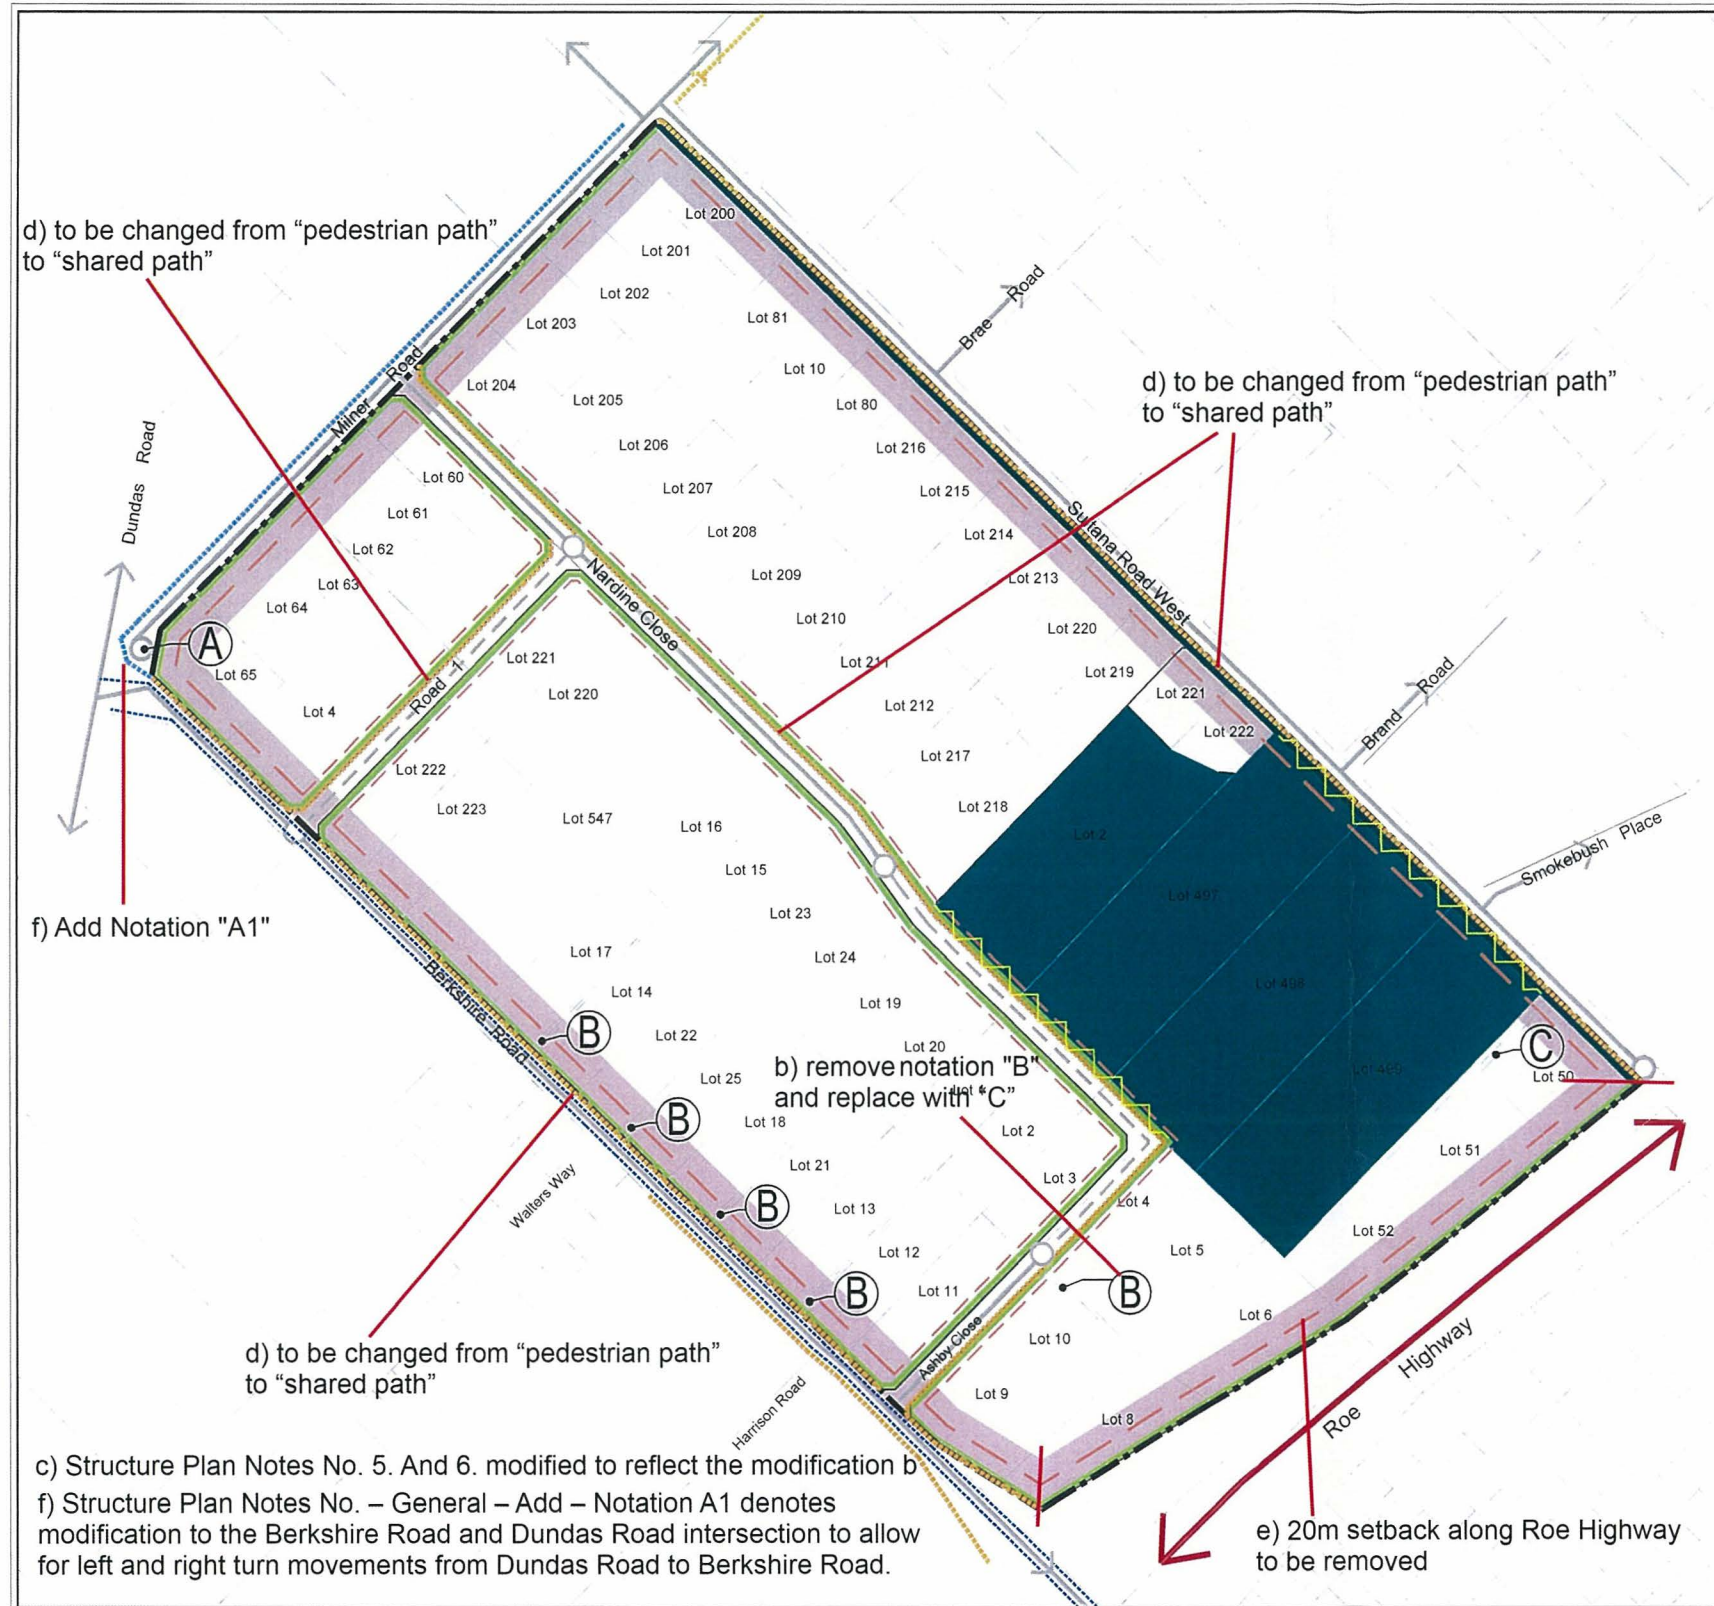 d) to be changed from “pedestrian path”
to “shared path”
Lot 200
Lot 201
Lot 202
Lot 203
Lot 204
Lot 81
Lot 10
Lot 80
Brae Road
d) to be changed from “pedestrian path”
to “shared path”
Milner Road
Dundas Road
Lot 205
Lot 206
Lot 207
Lot 208
Lot 209
Lot 210
Lot 211
Lot 212
Lot 217
Lot 218
Lot 216
Lot 215
Lot 214
Lot 213
Lot 220
Lot 219
Lot 221
Lot 222
Sultana Road West
Nardine Close
Lot 60
Lot 61
Lot 62
Lot 63
Lot 64
A
Lot 65
Lot 4
Road 1
Lot 221
Lot 220
Lot 222
Lot 223
Lot 547
Lot 16
Lot 15
Lot 23
Lot 24
Lot 19
Lot 20
Brand Road
Smokebush Place
Lot 2
Lot 497
Lot 498
Lot 499
f) Add Notation "A1"
Berkshire Road
Lot 17
Lot 14
Lot 22
Lot 25
Lot 18
Lot 21
Lot 13
Lot 12
Lot 11
B
B
B
B
b) remove notation "B"
and replace with “C”
Lot 2
Lot 3
Lot 4
Lot 5
C
Lot 50
Lot 51
Lot 52
Lot 6
B
Lot 10
Lot 9
Lot 8
Ashby Close
Walters Way
Harrison Road
Roe Highway
d) to be changed from “pedestrian path”
to “shared path”
c) Structure Plan Notes No. 5. And 6. modified to reflect the modification b
f) Structure Plan Notes No. – General – Add – Notation A1 denotes
modification to the Berkshire Road and Dundas Road intersection to allow
for left and right turn movements from Dundas Road to Berkshire Road.
e) 20m setback along Roe Highway
to be removed